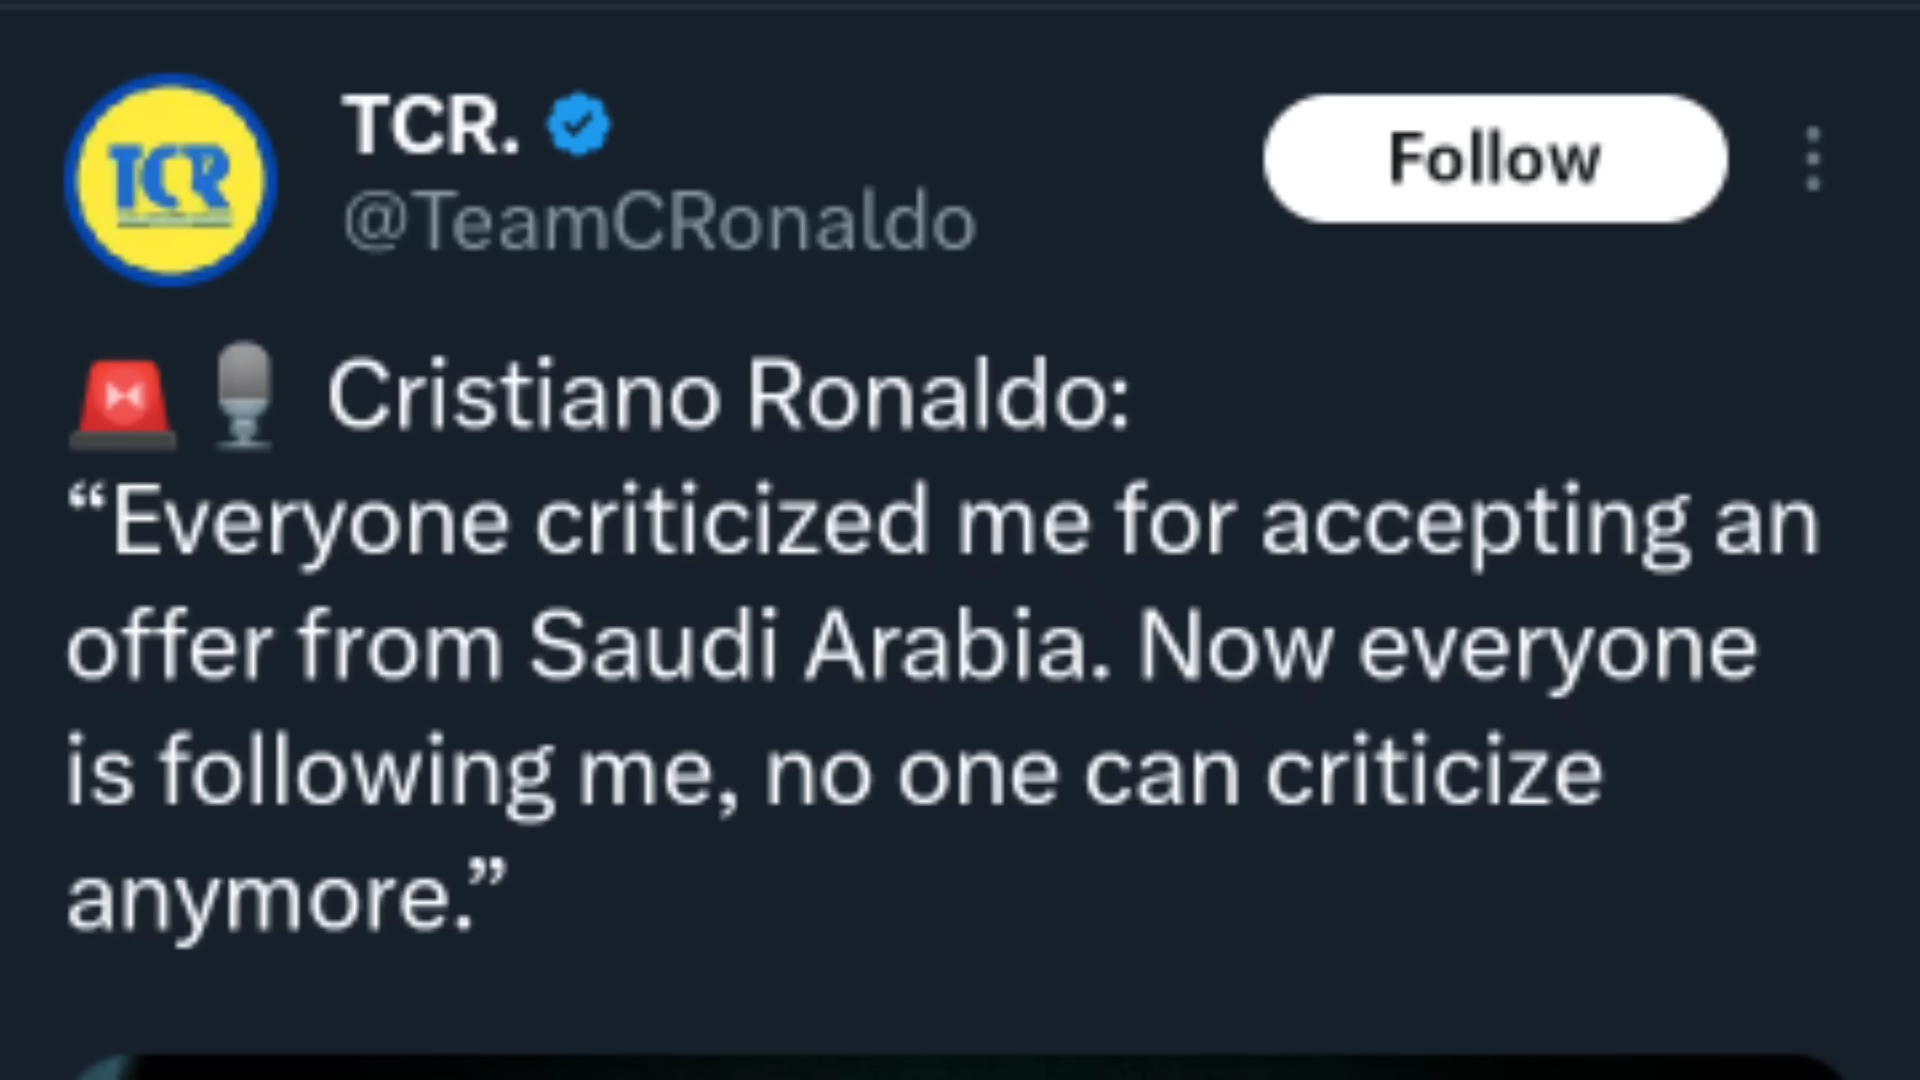 TCR
TCR.
@TeamCRonaldo
Follow
🚨🎙️ Cristiano Ronaldo:
“Everyone criticized me for accepting an
offer from Saudi Arabia. Now everyone
is following me, no one can criticize
anymore.”